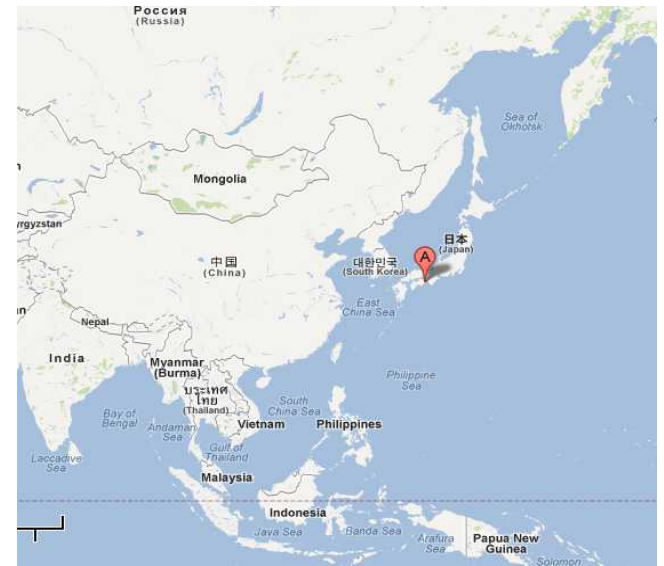 Россия
(Russia)
Sea of
Okhotsk
Mongolia
yrgyzstan
日本
(Japan)
A
中国
(China)
대한민국
(South Korea)
East
China Sea
Nepal
India
Myanmar
(Burma)
ประเทศ
ไทย
(Thailand)
Philippine
Sea
Bay of
Bengal
Andaman
Sea
South
China Sea
Vietnam
Philippines
Gulf of
Thailand
Laccadive
Sea
Malaysia
Indonesia
Java Sea
Banda Sea
Arafura
Sea
Papua New
Guinea
Solomon